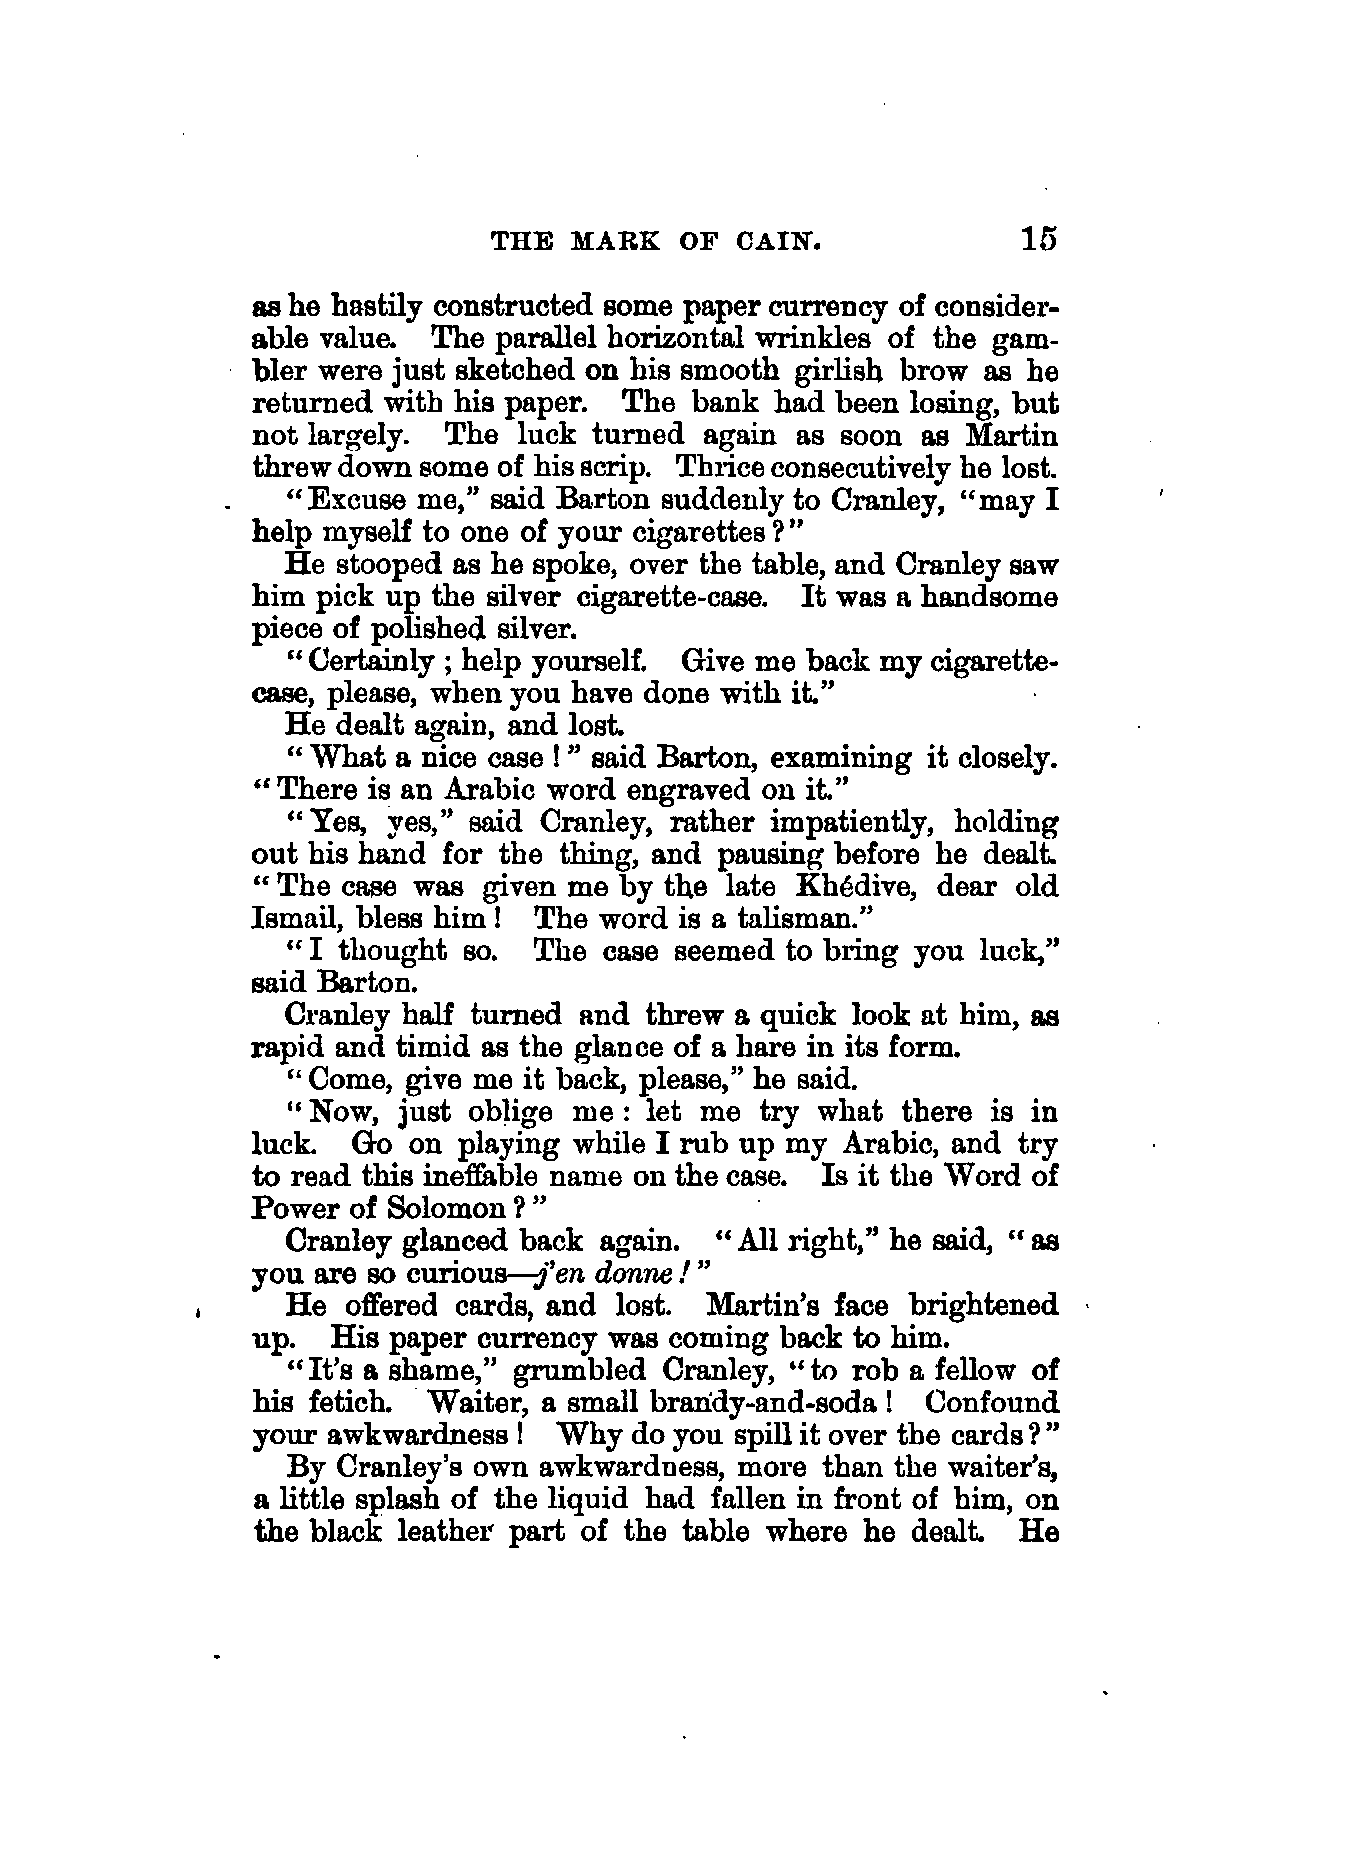 THE MARK OF CAIN. 15
as he hastily constructed some paper currency of consider-
able value. The parallel horizontal wrinkles of the gam-
bler were just sketched on his smooth girlish brow as he
returned with his paper. The bank had been losing, but
not largely. The luck turned again as soon as Martin
threw down some of his scrip. Thrice consecutively he lost.
“Excuse me,” said Barton suddenly to Cranley, “may I
help myself to one of your cigarettes?”
He stooped as he spoke, over the table, and Cranley saw
him pick up the silver cigarette-case. It was a handsome
piece of polished silver.
“Certainly; help yourself. Give me back my cigarette-
case, please, when you have done with it.”
He dealt again, and lost.
“What a nice case!” said Barton, examining it closely.
“There is an Arabic word engraved on it.”
“Yes, yes,” said Cranley, rather impatiently, holding
out his hand for the thing, and pausing before he dealt.
“The case was given me by the late Khédive, dear old
Ismail, bless him! The word is a talisman.”
“I thought so. The case seemed to bring you luck,”
said Barton.
Cranley half turned and threw a quick look at him, as
rapid and timid as the glance of a hare in its form.
“Come, give me it back, please,” he said.
“Now, just oblige me: let me try what there is in
luck. Go on playing while I rub up my Arabic, and try
to read this ineffable name on the case. Is it the Word of
Power of Solomon?”
Cranley glanced back again. “All right,” he said, “as
you are so curious—j’en donne!”
He offered cards, and lost. Martin’s face brightened
up. His paper currency was coming back to him.
“It’s a shame,” grumbled Cranley, “to rob a fellow of
his fetich. Waiter, a small brandy-and-soda! Confound
your awkwardness! Why do you spill it over the cards?”
By Cranley’s own awkwardness, more than the waiter’s,
a little splash of the liquid had fallen in front of him, on
the black leather part of the table where he dealt. He